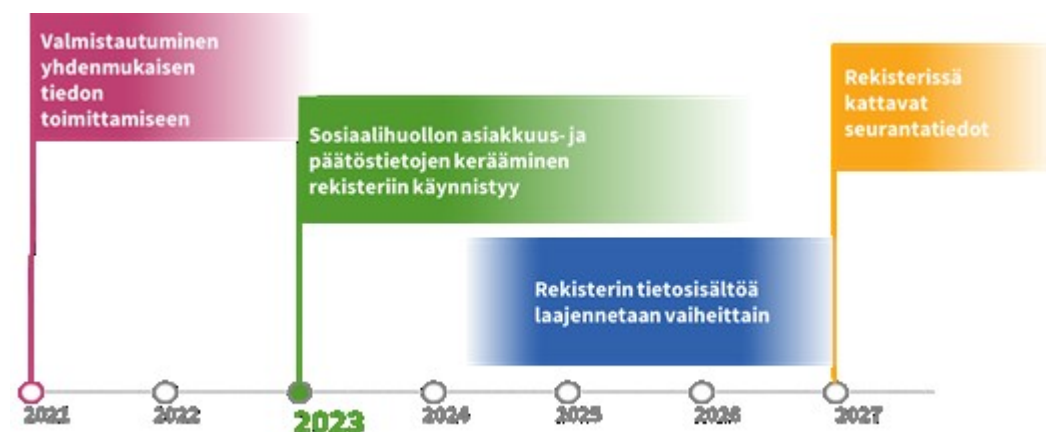 Valmistautuminen
yhdenmukaisen
tiedon
toimittamiseen
Sosiaalihuollon asiakkuus- ja
päätöstietojen kerääminen
rekisteriin käynnistyy
Rekisterissä
kattavat
seurantatiedot
Rekisterin tietosisältöä
laajennetaan vaiheittain
2021 2022 2023 2024 2025 2026 2027